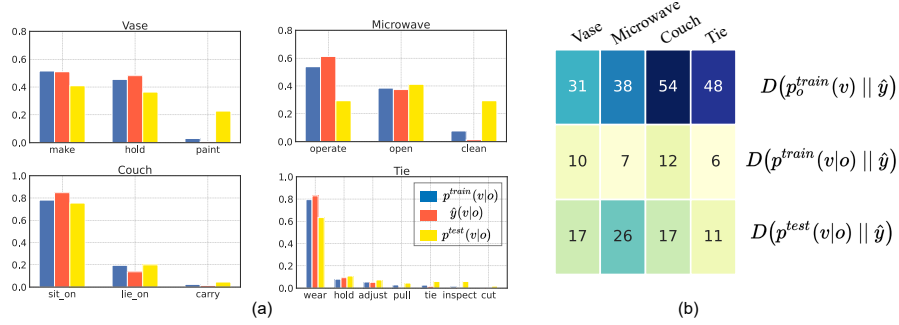 Vase
0.8
0.6
0.4
0.2
0.0
make hold paint
Microwave
0.8
0.6
0.4
0.2
0.0
operate open clean
Couch
1.0
0.8
0.6
0.4
0.2
0.0
sit_on lie_on carry
Tie
1.0
0.8
0.6
0.4
0.2
0.0
wear hold adjust pull tie inspect cut
p^{train}(v|o)
ŷ(v|o)
p^{test}(v|o)
(a)
Vase Microwave Couch Tie
31 38 54 48 D(p_o^{train}(v) || ŷ)
10 7 12 6 D(p^{train}(v|o) || ŷ)
17 26 17 11 D(p^{test}(v|o) || ŷ)
(b)